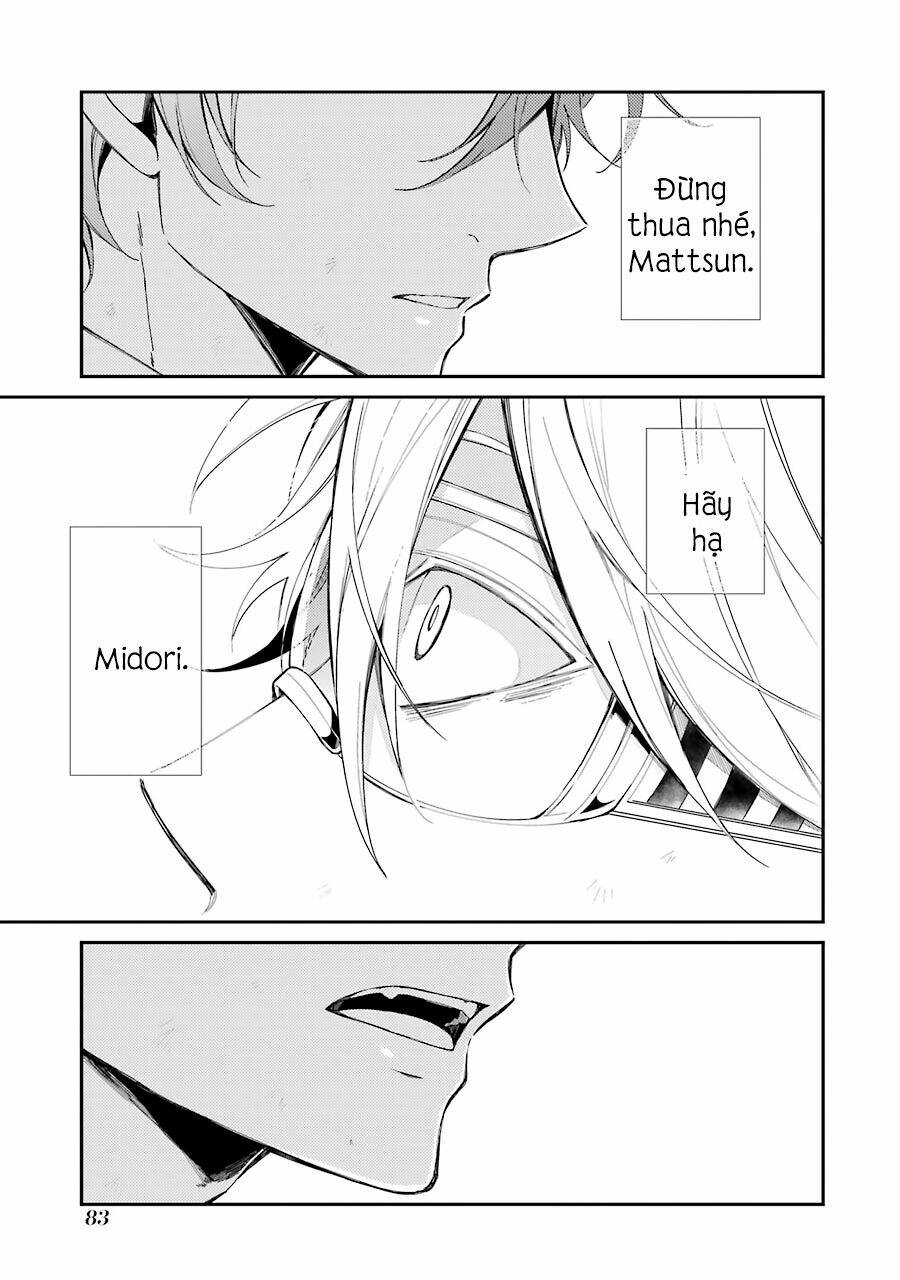 Đừng
thua nhé,
Mattsun.
Hãy
hạ
Midori.
83